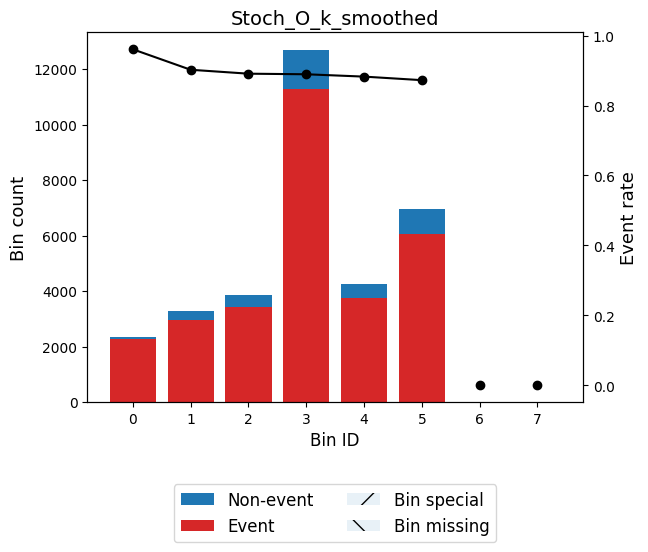 Stoch_O_k_smoothed
Bin count
12000
10000
8000
6000
4000
2000
0
1.0
0.8
0.6
0.4
0.2
0.0
Event rate
0 1 2 3 4 5 6 7
Bin ID
Non-event
Event
Bin special
Bin missing